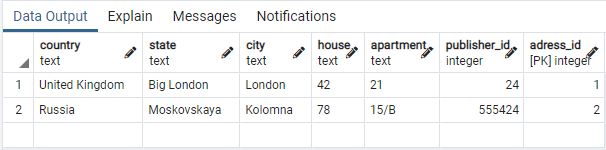 Data Output Explain Messages Notifications
country state city house apartment publisher_id adress_id
text text text text text integer [PK] integer
1 United Kingdom Big London London 42 21 24 1
2 Russia Moskovskaya Kolomna 78 15/B 555424 2